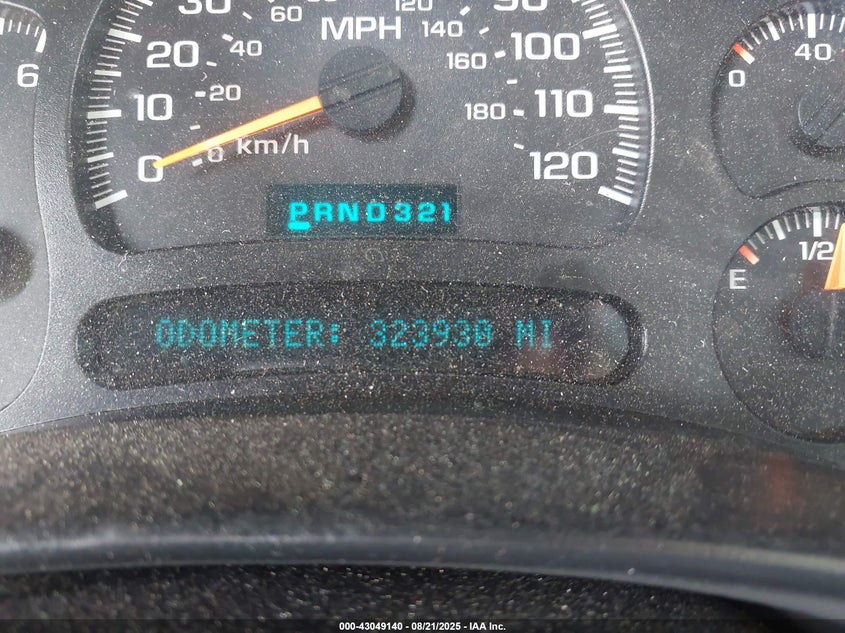 30 60 80 120 90
MPH
6 20 40 140 100 0 40
160
10 20 180 110
0 0 km/h 120
PRND321
1/2
E
ODOMETER: 323930 MI
000-43049140 - 08/21/2025 - IAA Inc.